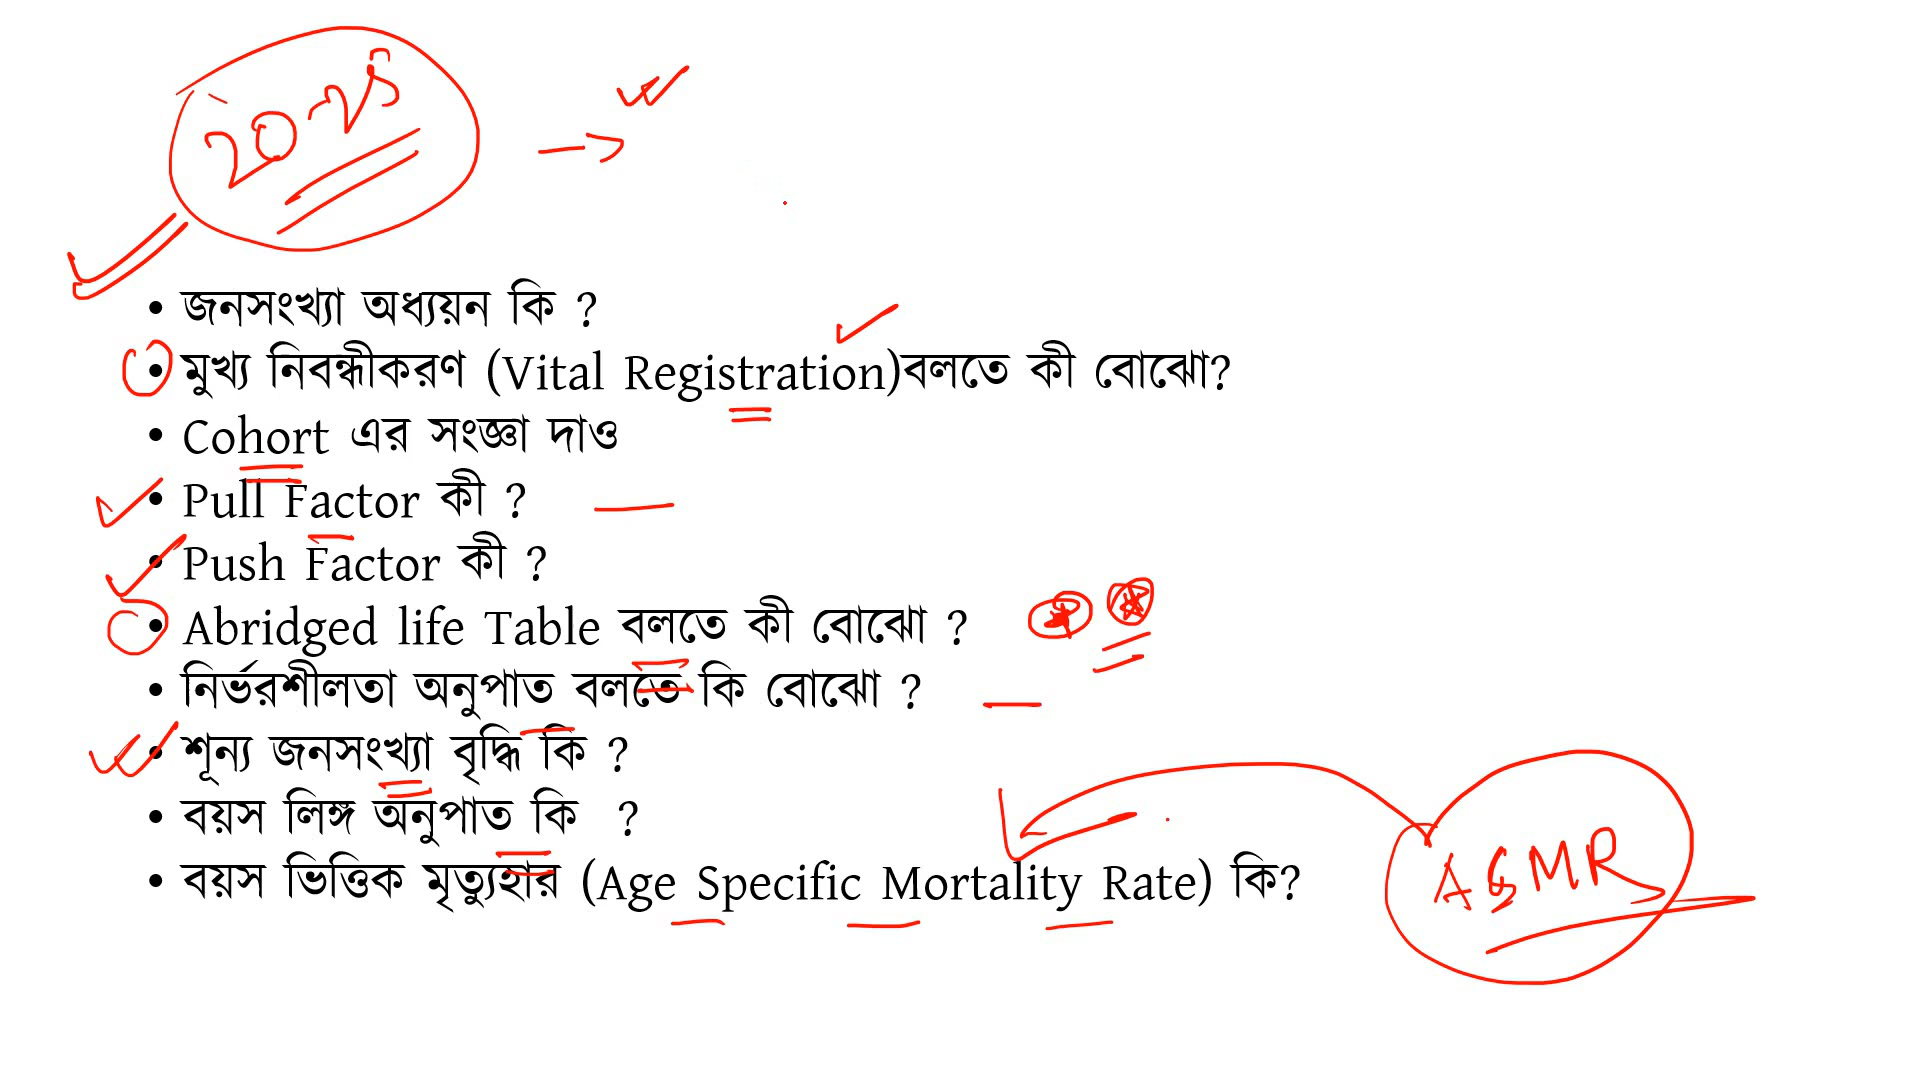 • জনসংখ্যা অধ্যয়ন কি ?
• মুখ্য নিবন্ধীকরণ (Vital Registration)বলতে কী বোঝো?
• Cohort এর সংজ্ঞা দাও
• Pull Factor কী ?
• Push Factor কী ?
• Abridged life Table বলতে কী বোঝো ?
• নির্ভরশীলতা অনুপাত বলতে কি বোঝো ?
• শূন্য জনসংখ্যা বৃদ্ধি কি ?
• বয়স লিঙ্গ অনুপাত কি ?
• বয়স ভিত্তিক মৃত্যুহার (Age Specific Mortality Rate) কি?
ASMR